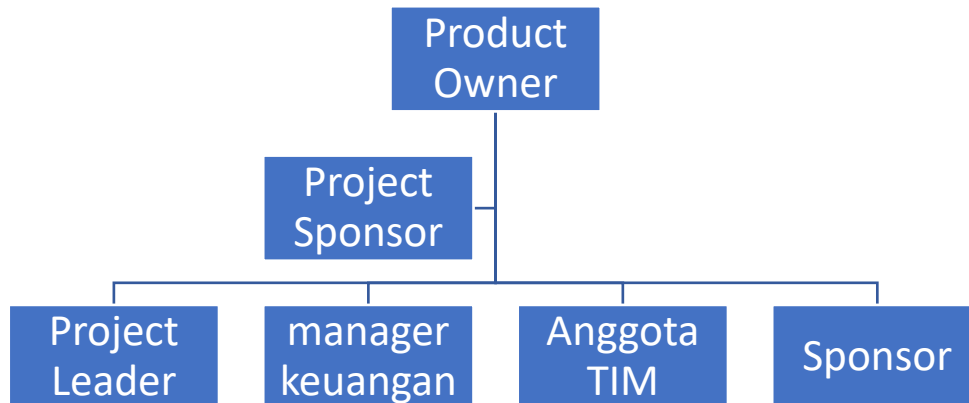 Product
Owner
Project
Sponsor
Project
Leader
manager
keuangan
Anggota
TIM
Sponsor